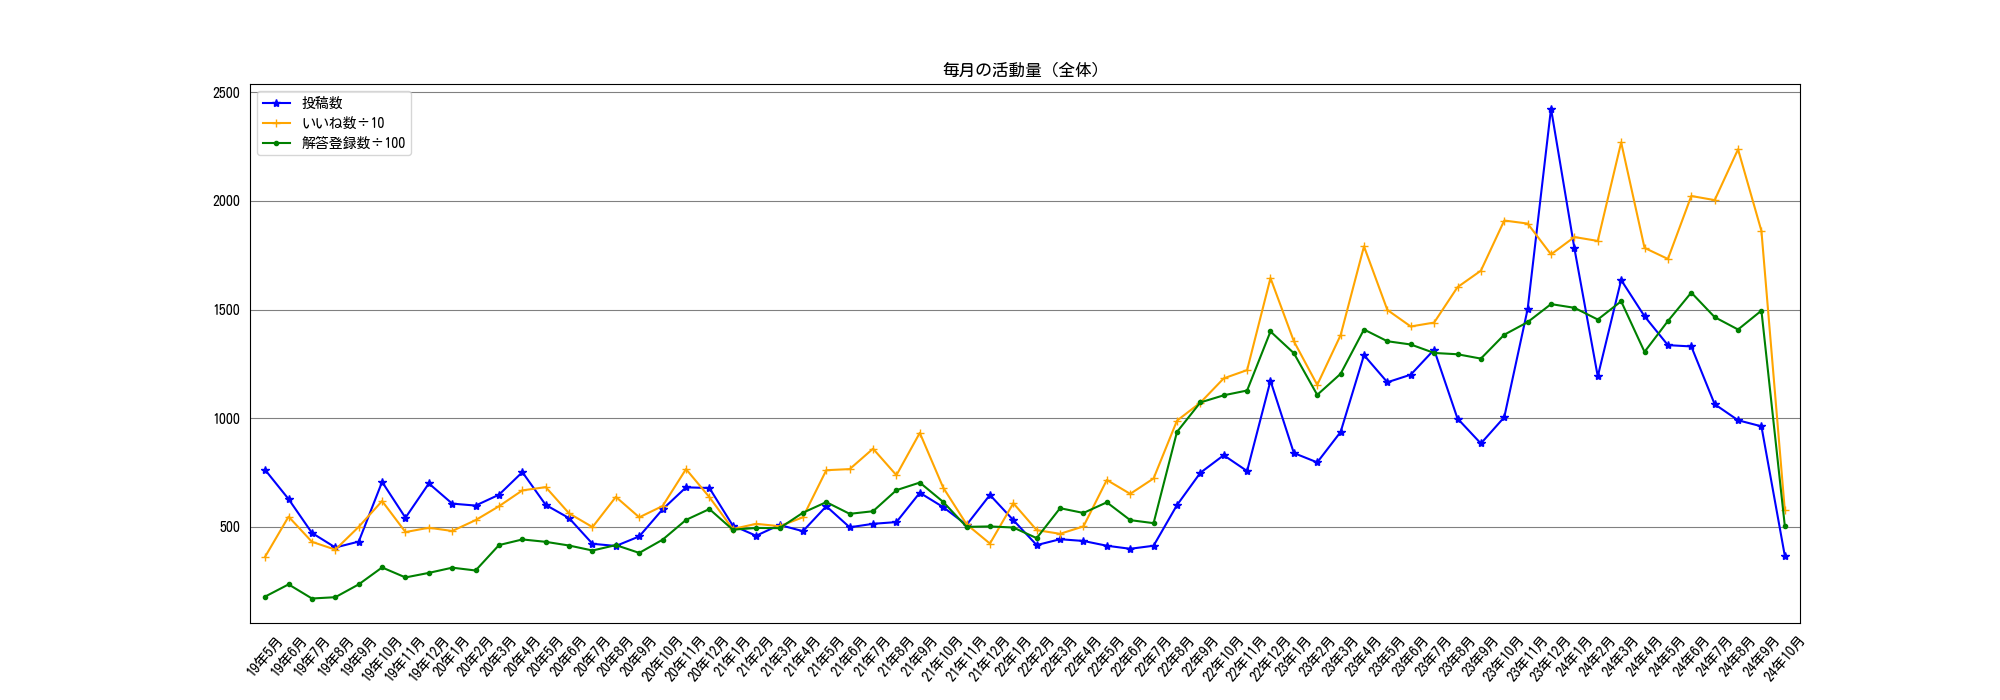 毎月の活動量（全体）
投稿数
いいね数÷10
解答登録数÷100
2500
2000
1500
1000
500
19年5月
19年6月
19年7月
19年8月
19年9月
19年10月
19年11月
19年12月
20年1月
20年2月
20年3月
20年4月
20年5月
20年6月
20年7月
20年8月
20年9月
20年10月
20年11月
20年12月
21年1月
21年2月
21年3月
21年4月
21年5月
21年6月
21年7月
21年8月
21年9月
21年10月
21年11月
21年12月
22年1月
22年2月
22年3月
22年4月
22年5月
22年6月
22年7月
22年8月
22年9月
22年10月
22年11月
22年12月
23年1月
23年2月
23年3月
23年4月
23年5月
23年6月
23年7月
23年8月
23年9月
23年10月
23年11月
23年12月
24年1月
24年2月
24年3月
24年4月
24年5月
24年6月
24年7月
24年8月
24年9月
24年10月